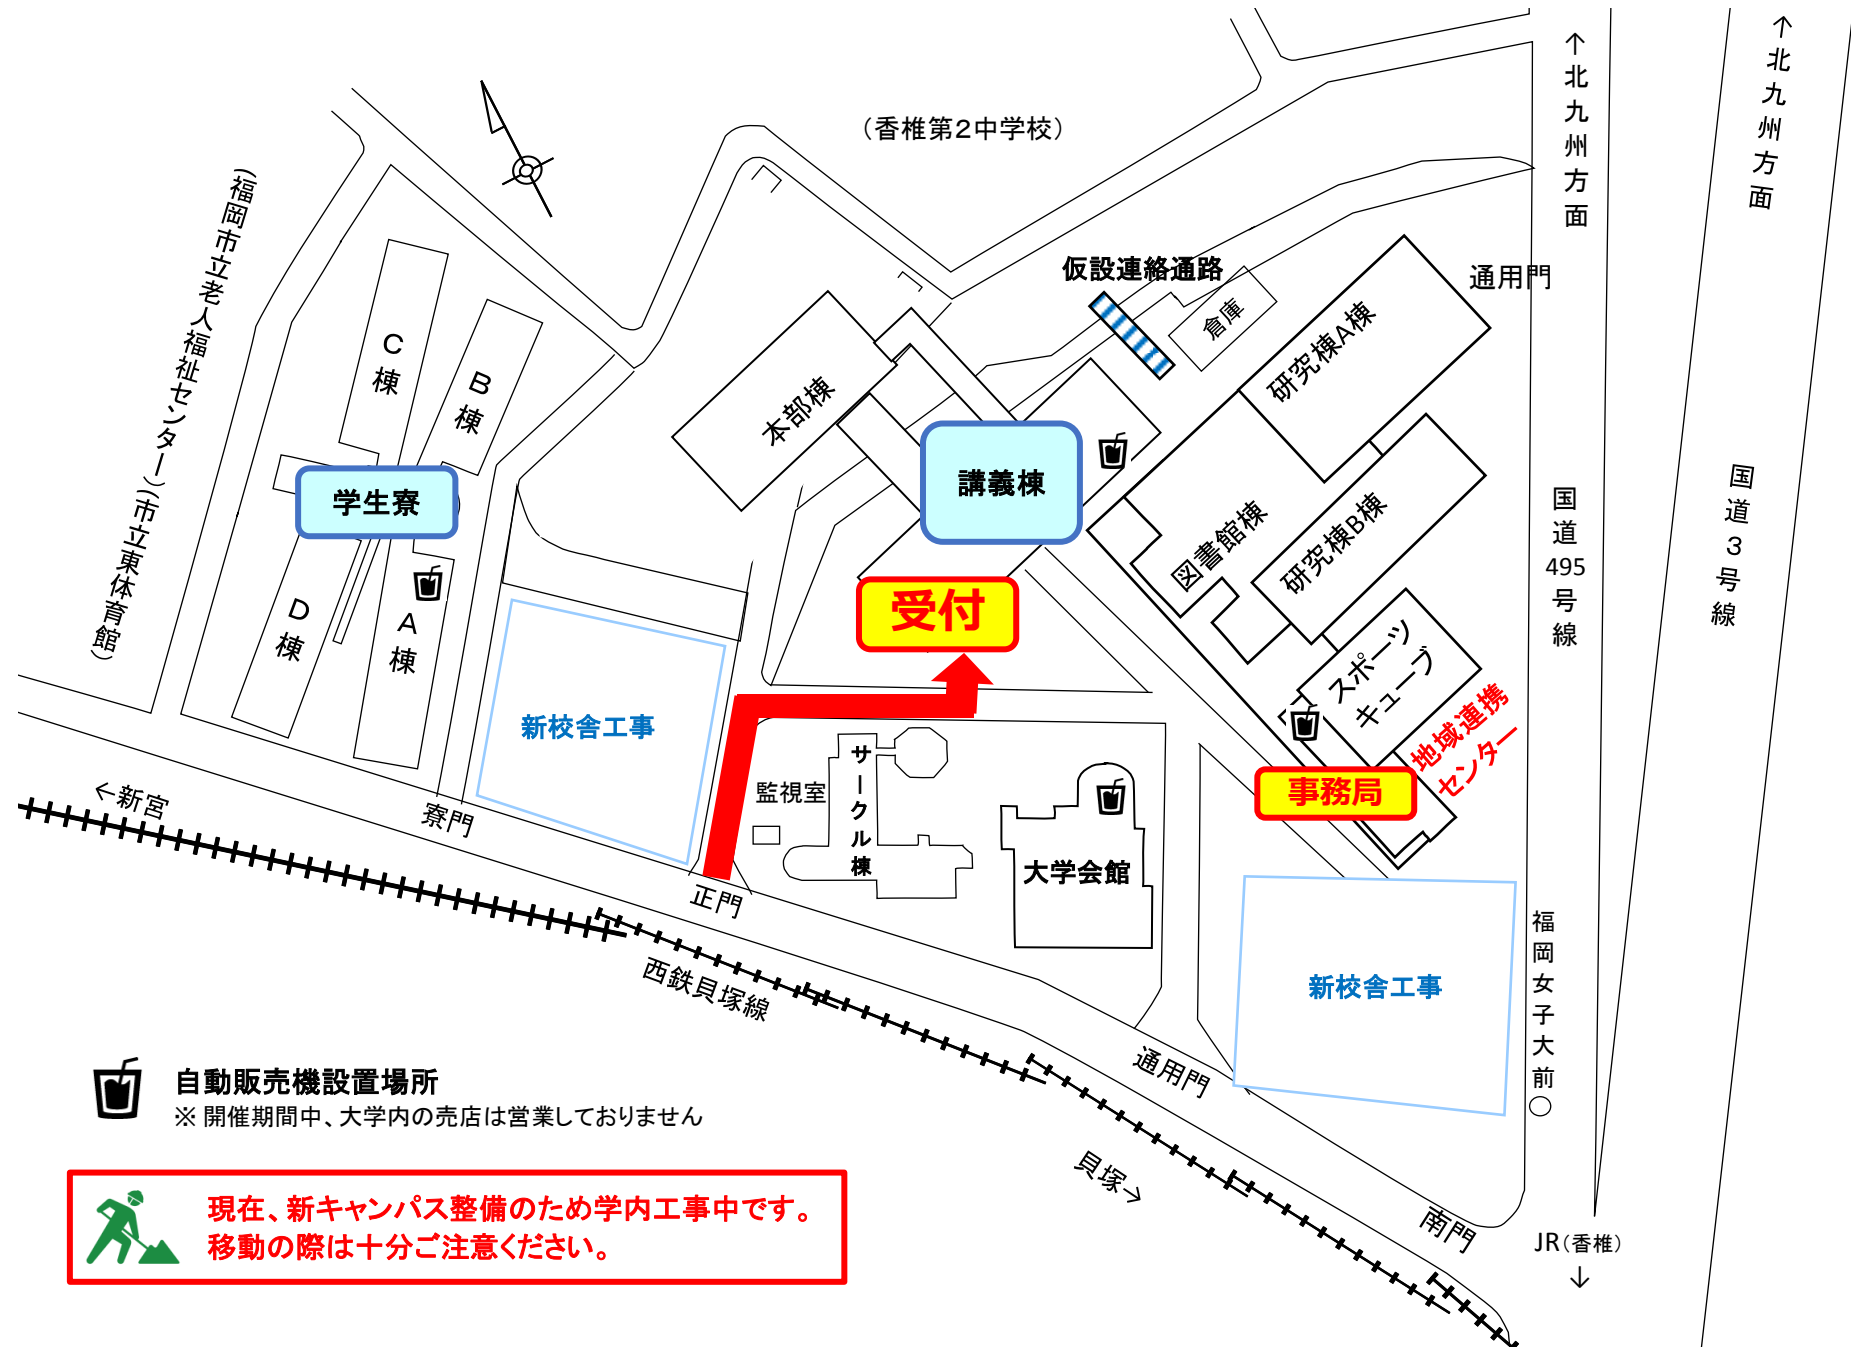 ↑北九州方面
↑北九州方面
（香椎第２中学校）
（福岡市立老人福祉センター）（市立東体育館）
仮設連絡通路
倉庫
通用門
研究棟A棟
C棟
B棟
本部棟
学生寮
講義棟
図書館棟
研究棟B棟
国道495号線
国道３号線
D棟
A棟
受付
スポーツ
キューブ
地域連携
センター
新校舎工事
サークル棟
監視室
事務局
←新宮
寮門
正門
大学会館
福岡女子大前○
新校舎工事
西鉄貝塚線
通用門
貝塚→
南門
JR（香椎）
↓
自動販売機設置場所
※ 開催期間中、大学内の売店は営業しておりません
現在、新キャンパス整備のため学内工事中です。
移動の際は十分ご注意ください。